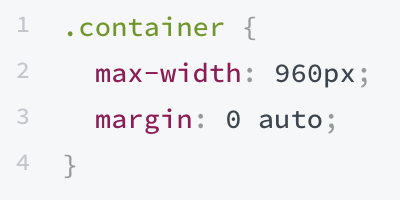 1 .container {
2   max-width: 960px;
3   margin: 0 auto;
4 }